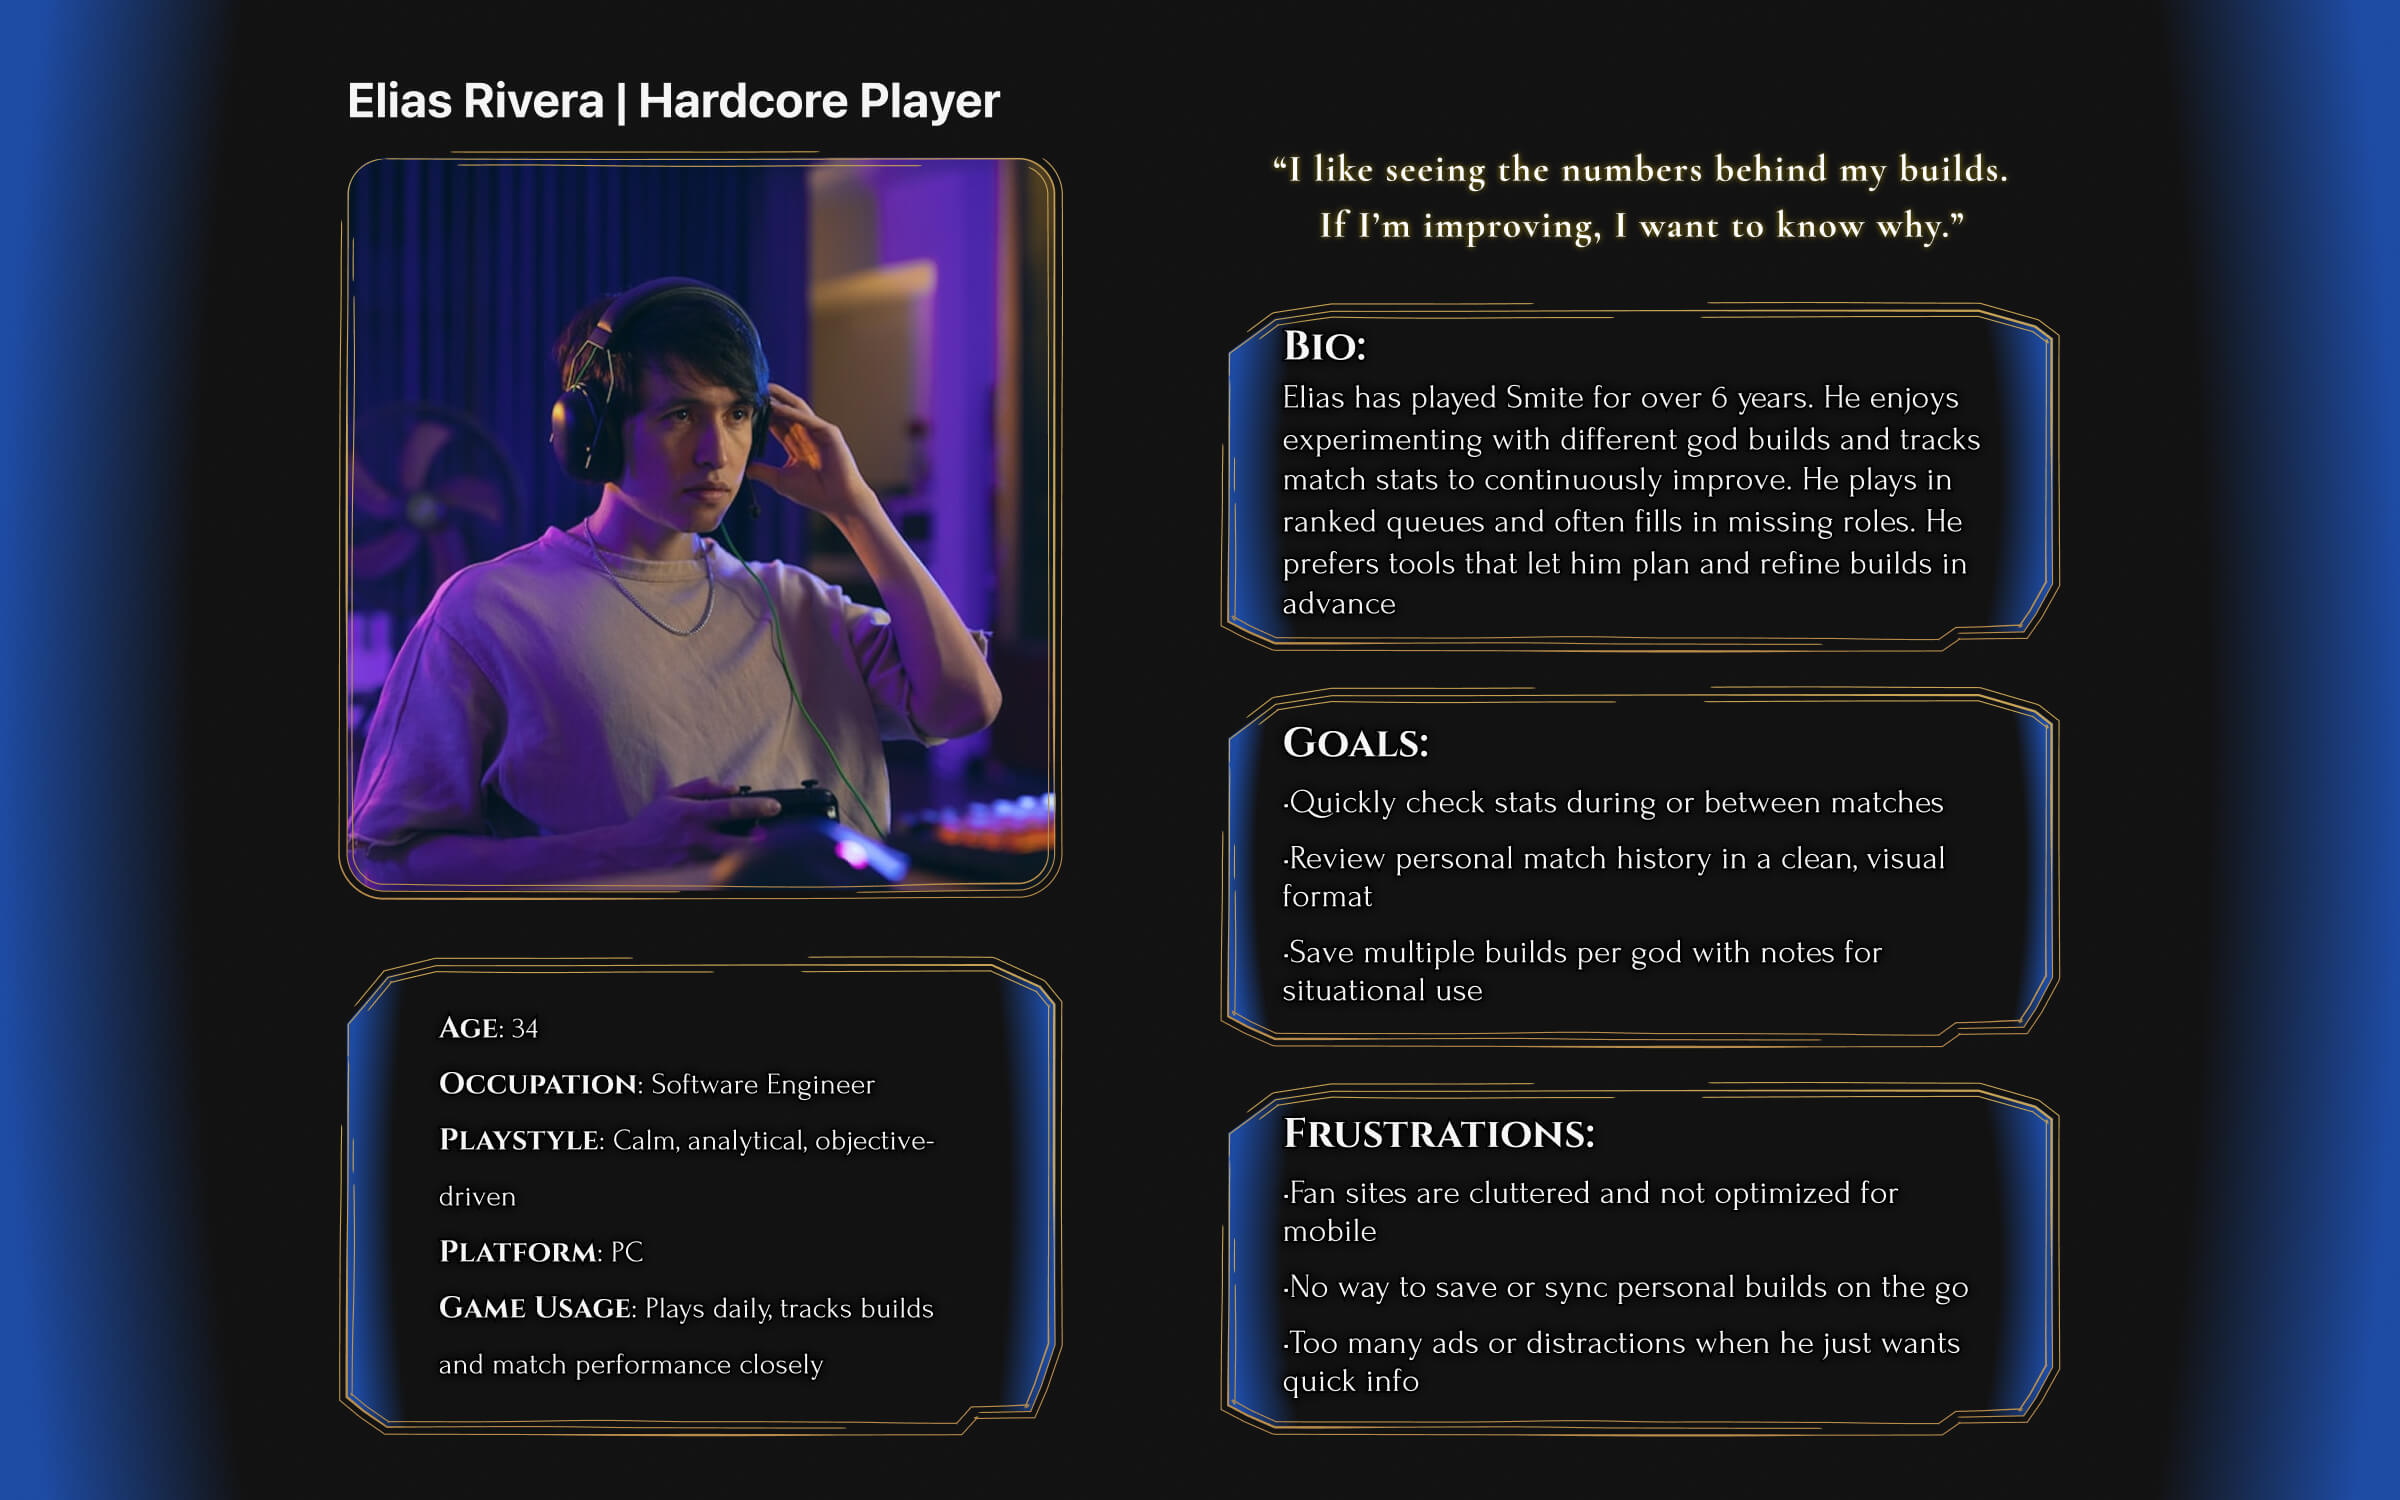 Elias Rivera | Hardcore Player
“I like seeing the numbers behind my builds.
If I’m improving, I want to know why.”
Bio:
Elias has played Smite for over 6 years. He enjoys
experimenting with different god builds and tracks
match stats to continuously improve. He plays in
ranked queues and often fills in missing roles. He
prefers tools that let him plan and refine builds in
advance
Goals:
·Quickly check stats during or between matches
·Review personal match history in a clean, visual
format
·Save multiple builds per god with notes for
situational use
Frustrations:
·Fan sites are cluttered and not optimized for
mobile
·No way to save or sync personal builds on the go
·Too many ads or distractions when he just wants
quick info
Age: 34
Occupation: Software Engineer
Playstyle: Calm, analytical, objective-
driven
Platform: PC
Game Usage: Plays daily, tracks builds
and match performance closely